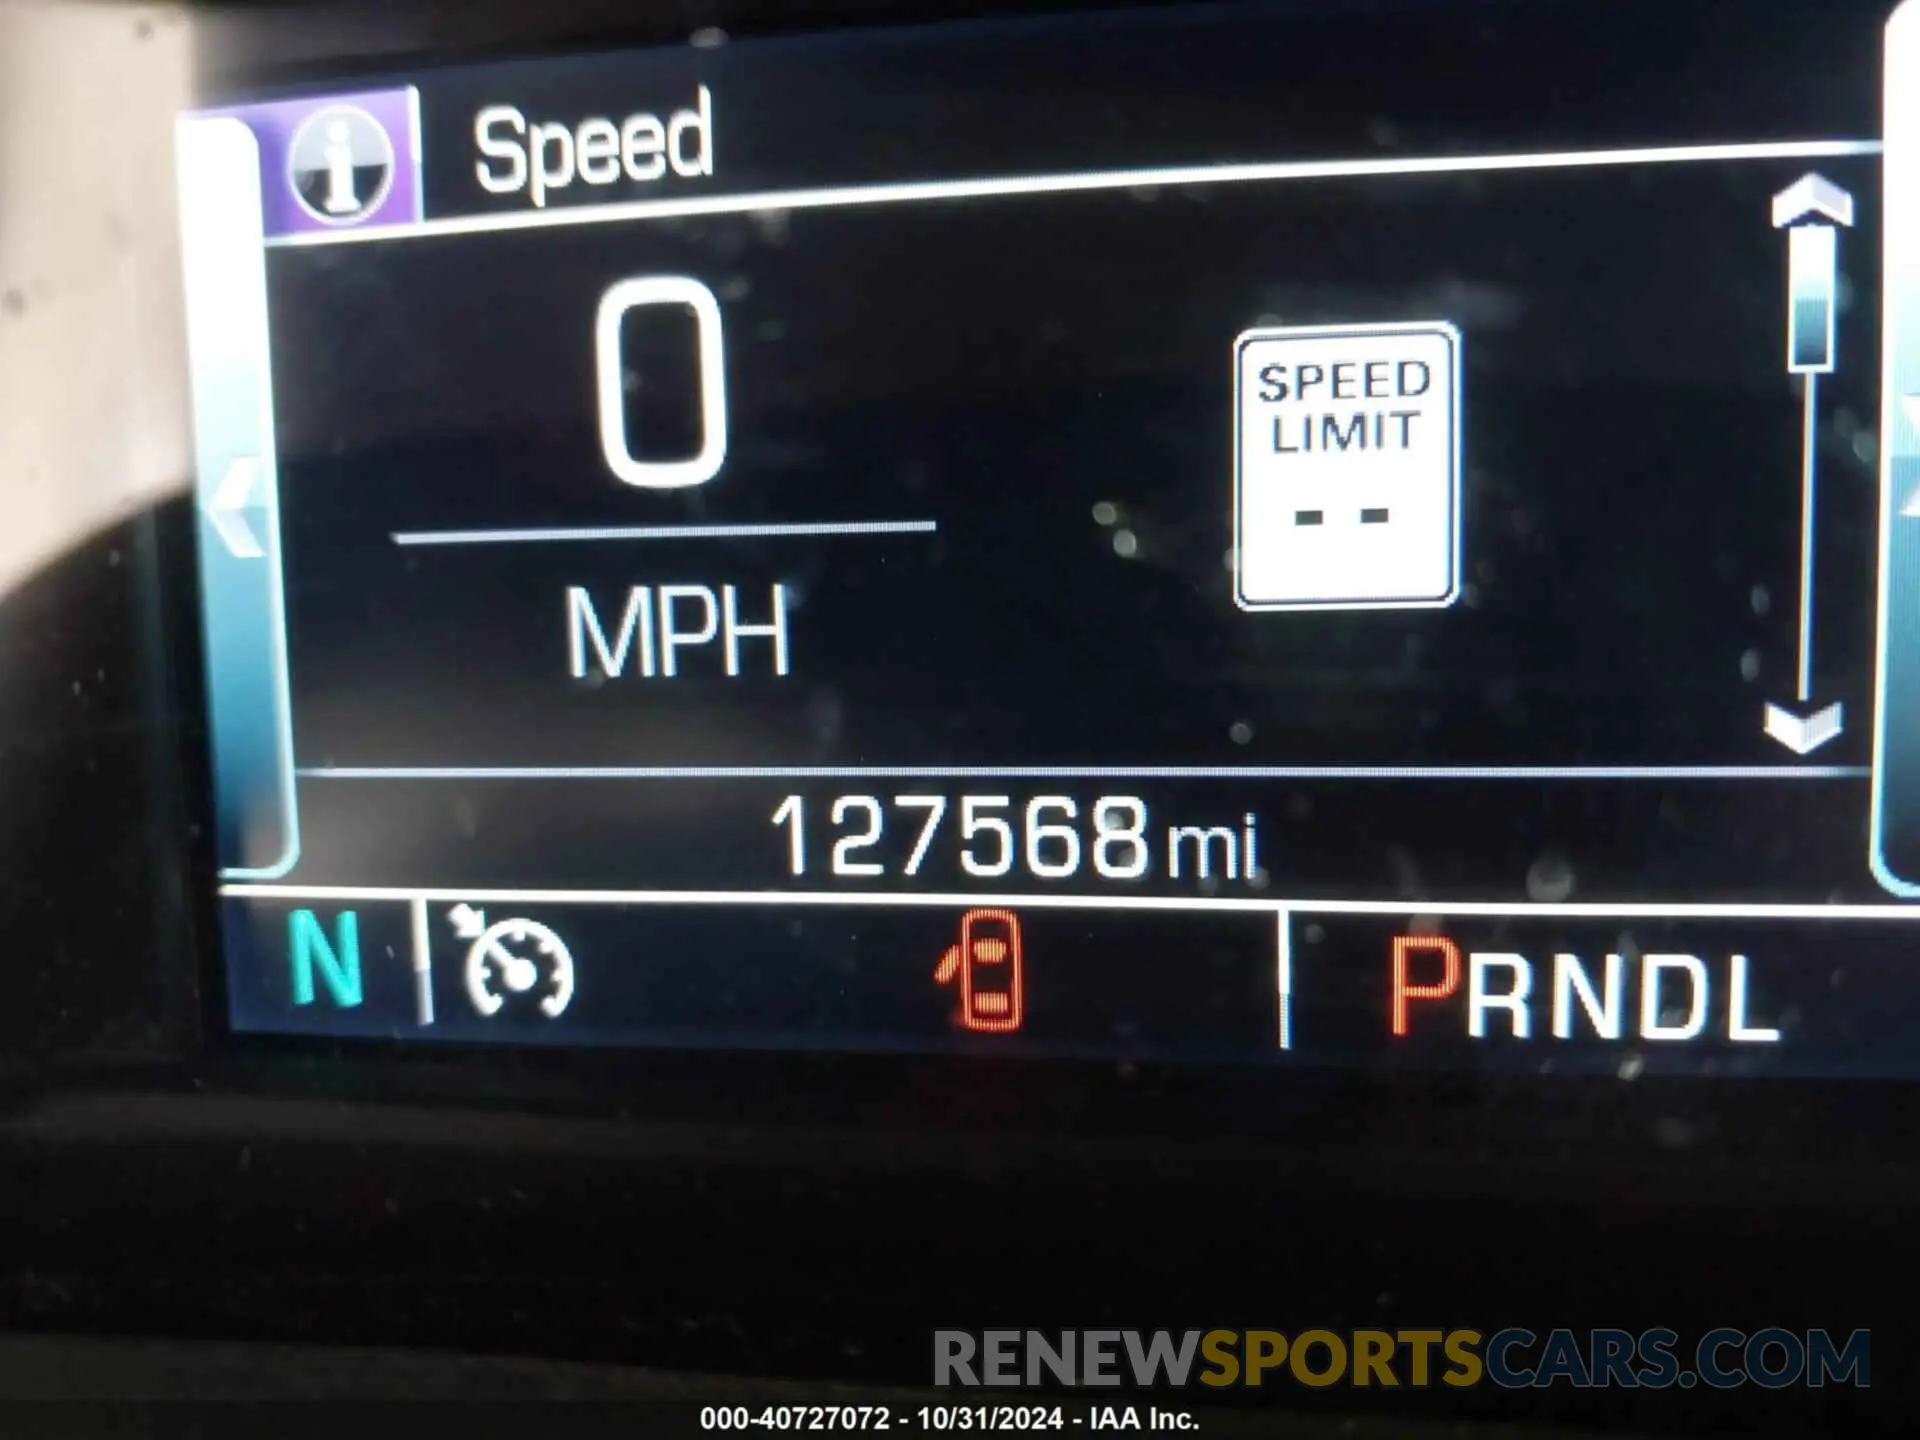 Speed
0
MPH
SPEED
LIMIT
- -
127568 mi
N
PRNDL
RENEWSPORTSCARS.COM
000-40727072 - 10/31/2024 - IAA Inc.